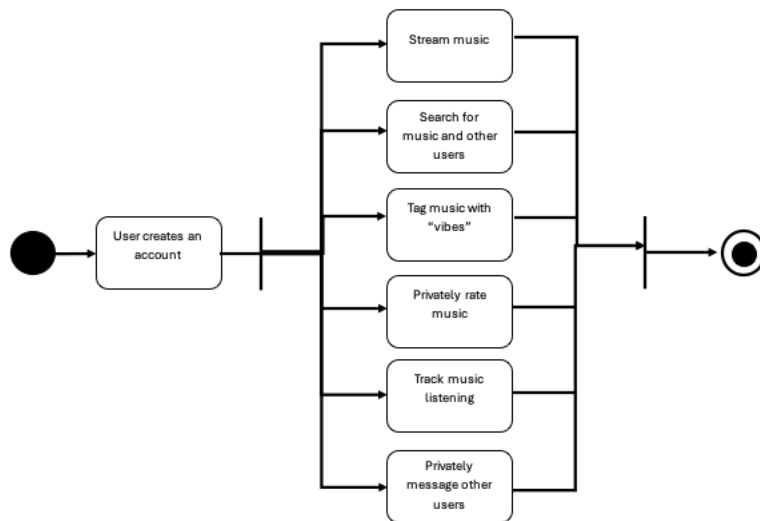 Stream music
Search for
music and other
users
Tag music with
“vibes”
User creates an
account
Privately rate
music
Track music
listening
Privately
message other
users